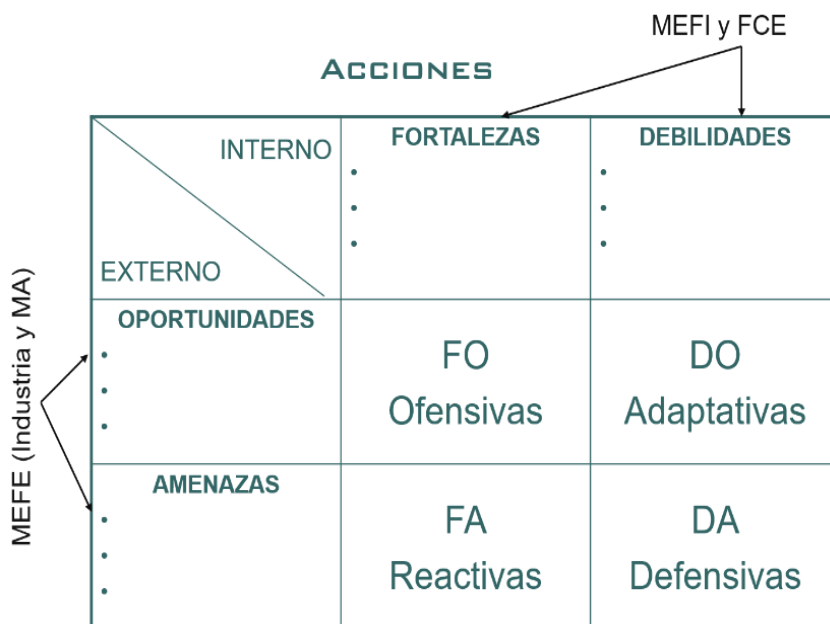 MEFI y FCE
ACCIONES
INTERNO
EXTERNO
FORTALEZAS
•
•
•
DEBILIDADES
•
•
•
MEFE (Industria y MA)
OPORTUNIDADES
•
•
•
FO
Ofensivas
DO
Adaptativas
AMENAZAS
•
•
•
FA
Reactivas
DA
Defensivas